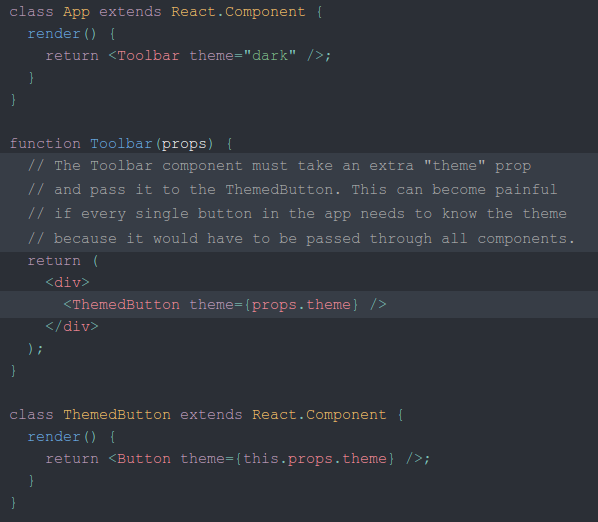 class App extends React.Component {
  render() {
    return <Toolbar theme="dark" />;
  }
}

function Toolbar(props) {
  // The Toolbar component must take an extra "theme" prop
  // and pass it to the ThemedButton. This can become painful
  // if every single button in the app needs to know the theme
  // because it would have to be passed through all components.
  return (
    <div>
      <ThemedButton theme={props.theme} />
    </div>
  );
}

class ThemedButton extends React.Component {
  render() {
    return <Button theme={this.props.theme} />;
  }
}